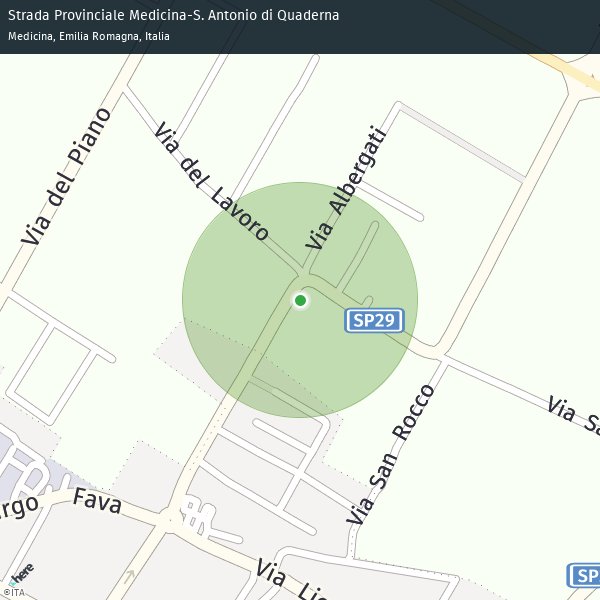 Strada Provinciale Medicina-S. Antonio di Quaderna
Medicina, Emilia Romagna, Italia
Via del Piano
Via del Lavoro
Via Albergati
SP29
Via San Rocco
Via Sa
rgo Fava
Via Lic
SP
here
©ITA